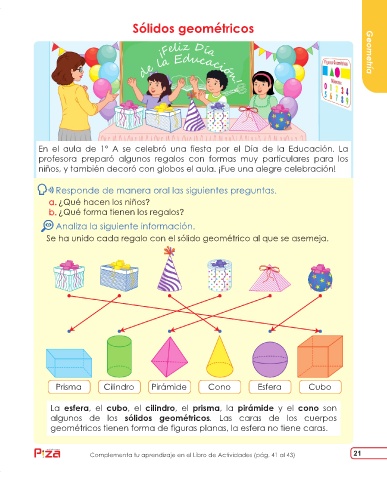 Sólidos geométricos
Geometría
¡Feliz Día
de la Educación!
En el aula de 1° A se celebró una fiesta por el Día de la Educación. La
profesora preparó algunos regalos con formas muy particulares para los
niños, y también decoró con globos el aula. ¡Fue una alegre celebración!
Responde de manera oral las siguientes preguntas.
a. ¿Qué hacen los niños?
b. ¿Qué forma tienen los regalos?
Analiza la siguiente información.
Se ha unido cada regalo con el sólido geométrico al que se asemeja.
Prisma Cilindro Pirámide Cono Esfera Cubo
La esfera, el cubo, el cilindro, el prisma, la pirámide y el cono son
algunos de los sólidos geométricos. Las caras de los cuerpos
geométricos tienen forma de figuras planas, la esfera no tiene caras.
Complementa tu aprendizaje en el Libro de Actividades (pág. 41 al 43)
21